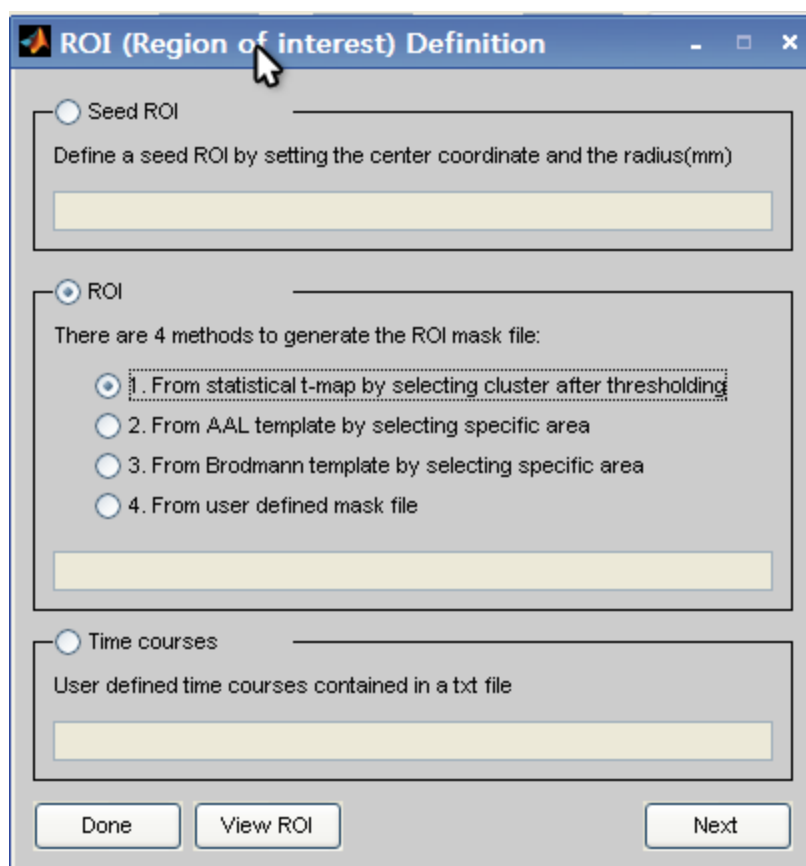 ROI (Region of interest) Definition
Seed ROI
Define a seed ROI by setting the center coordinate and the radius(mm)
ROI
There are 4 methods to generate the ROI mask file:
1. From statistical t-map by selecting cluster after thresholding
2. From AAL template by selecting specific area
3. From Brodmann template by selecting specific area
4. From user defined mask file
Time courses
User defined time courses contained in a txt file
Done View ROI Next